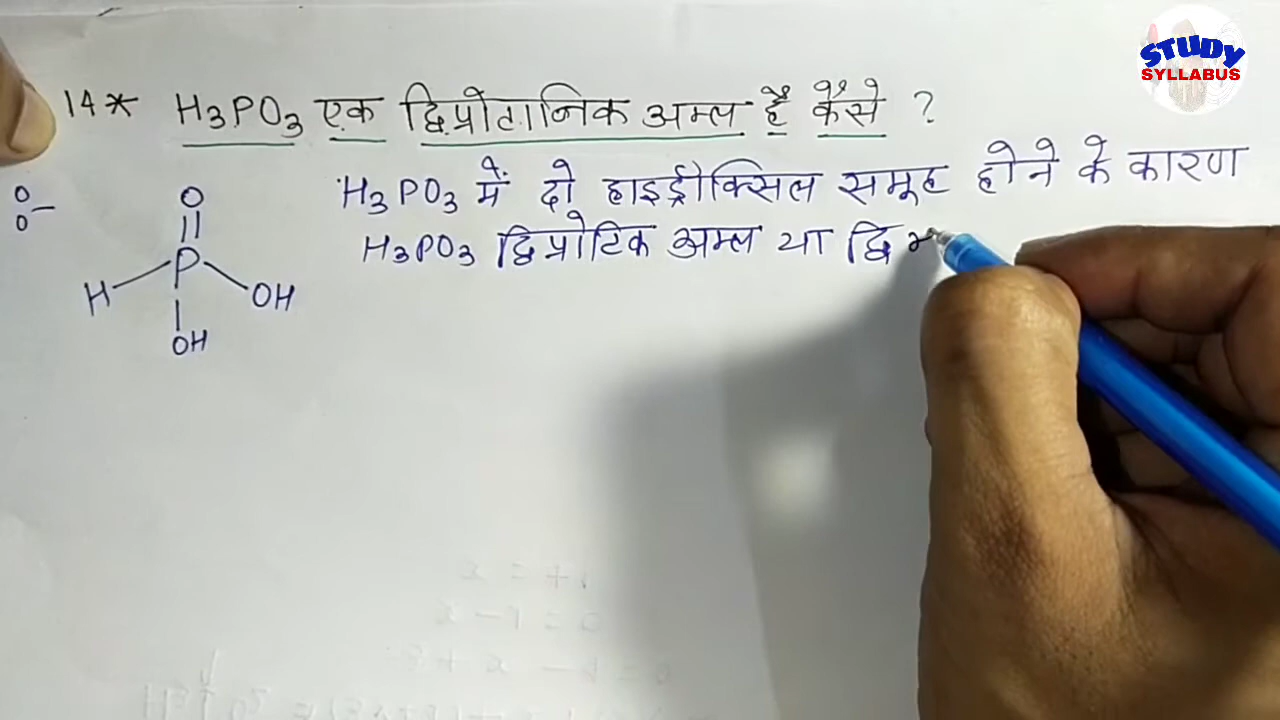 STUDY
SYLLABUS
14* H₃PO₃ एक द्विप्रोटानिक अम्ल है कैसे ?
H₃PO₃ में दो हाइड्रौक्सिल समूह होने के कारण
H₃PO₃ द्विप्रोटिक अम्ल या द्वि
O
H P OH
OH